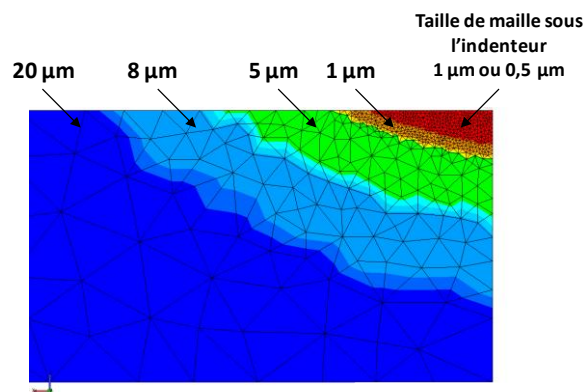 Taille de maille sous
l'indenteur
1 µm ou 0,5 µm
20 µm
8 µm
5 µm
1 µm